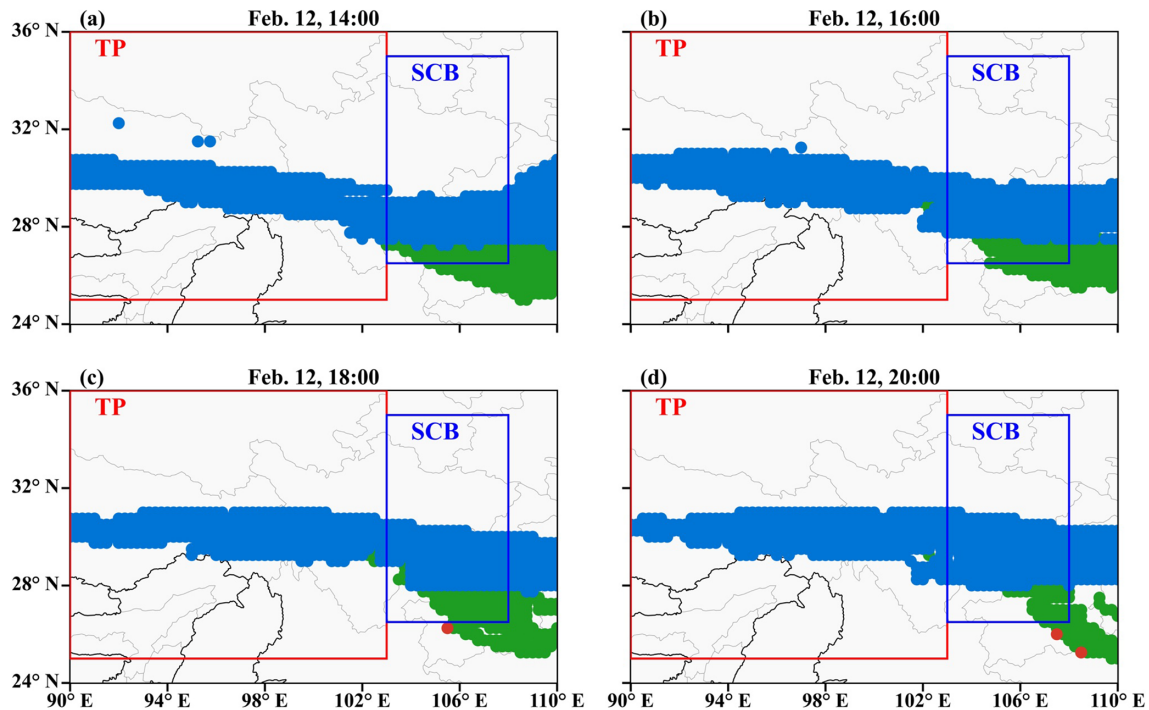 (a) Feb. 12, 14:00
(b) Feb. 12, 16:00
36° N
TP
SCB
TP
SCB
32° N
28° N
24° N
(c) Feb. 12, 18:00
(d) Feb. 12, 20:00
36° N
TP
SCB
TP
SCB
32° N
28° N
24° N
90° E 94° E 98° E 102° E 106° E 110° E
90° E 94° E 98° E 102° E 106° E 110° E